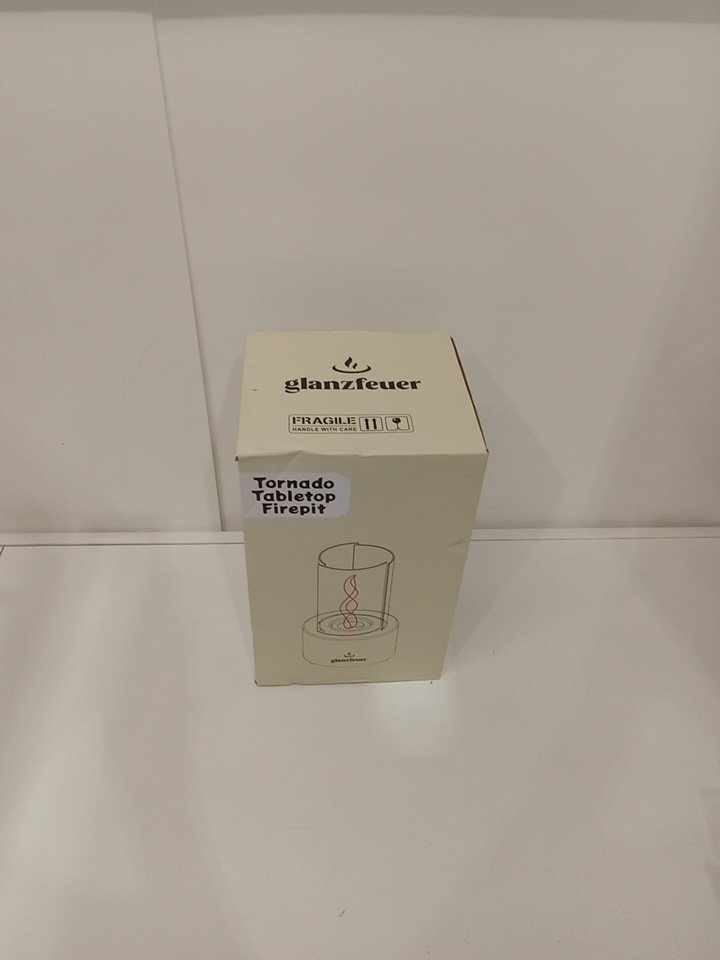 glanzfeuer
FRAGILE
HANDLE WITH CARE
Tornado
Tabletop
Firepit
glanzfeuer